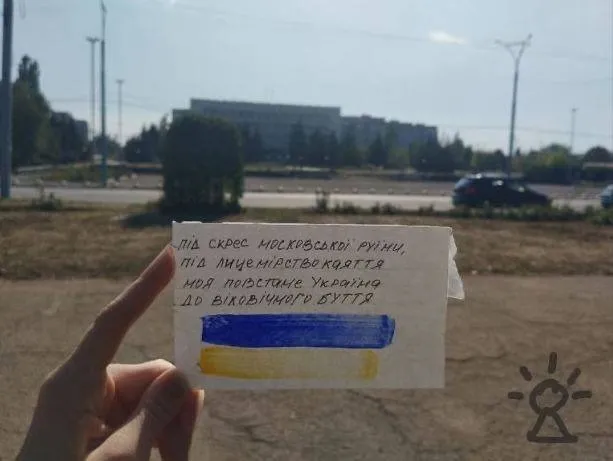 під скрес московської руїни,
під лицемірство каяття
моя повстане Україна
до віковічного буття